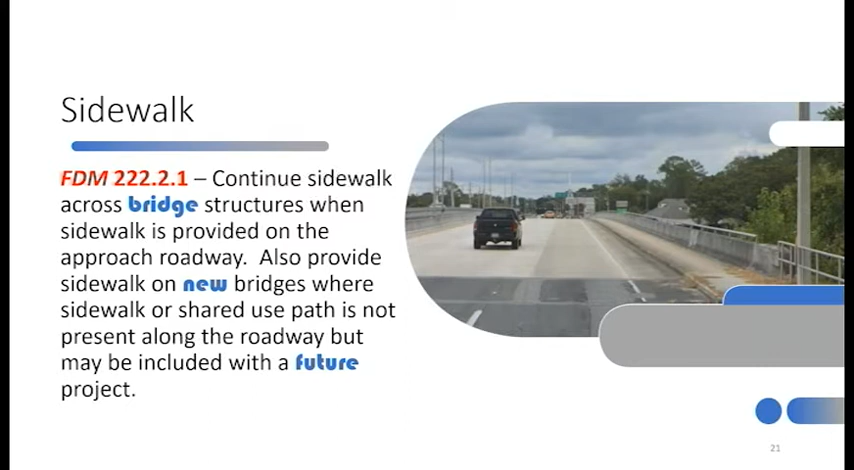 Sidewalk
FDM 222.2.1 – Continue sidewalk
across bridge structures when
sidewalk is provided on the
approach roadway.  Also provide
sidewalk on new bridges where
sidewalk or shared use path is not
present along the roadway but
may be included with a future
project.
21